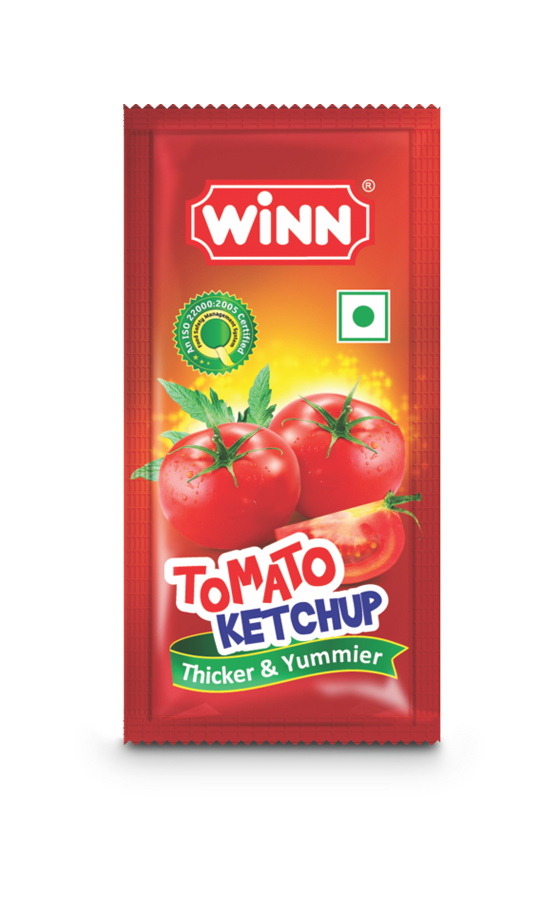 WiNN
®
An ISO 22000:2005 Certified
Food Safety Management System
TOMATO
KETCHUP
Thicker & Yummier